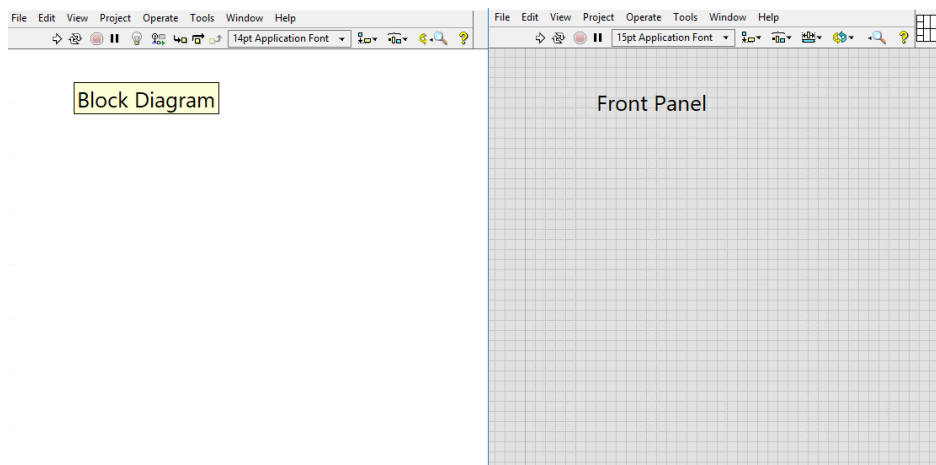 File Edit View Project Operate Tools Window Help
14pt Application Font
Block Diagram
File Edit View Project Operate Tools Window Help
15pt Application Font
Front Panel